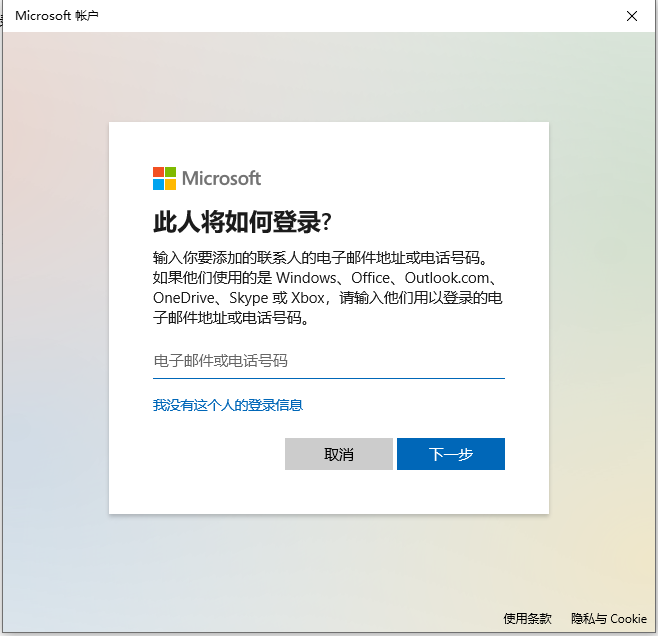 Microsoft 帐户
Microsoft
此人将如何登录?
输入你要添加的联系人的电子邮件地址或电话号码。
如果他们使用的是 Windows、Office、Outlook.com、
OneDrive、Skype 或 Xbox，请输入他们用以登录的电
子邮件地址或电话号码。
电子邮件或电话号码
我没有这个人的登录信息
取消
下一步
使用条款
隐私与 Cookie